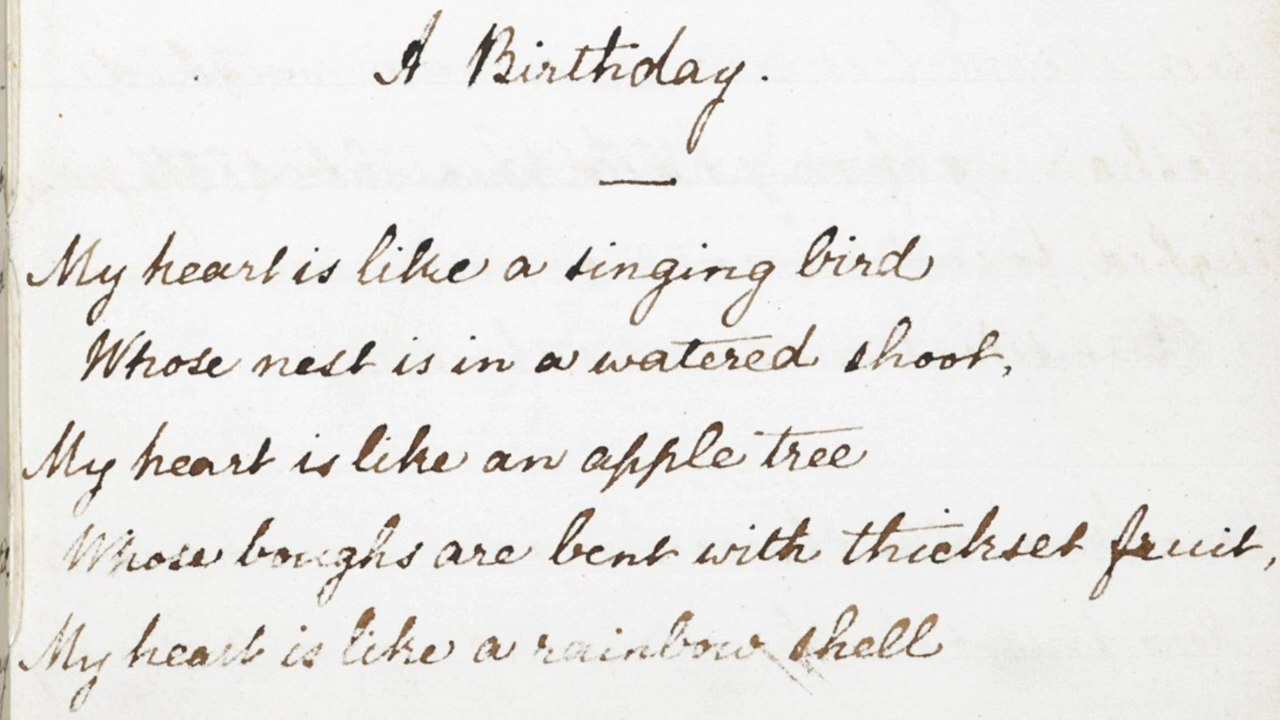 A Birthday.
My heart is like a singing bird
Whose nest is in a watered shoot,
My heart is like an apple tree
Whose boughs are bent with thickset fruit,
My heart is like a rainbow shell